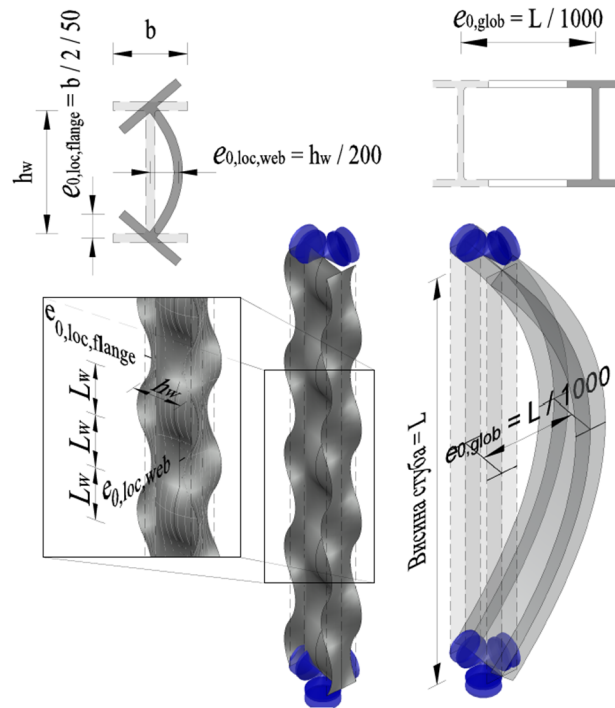 b
e0,glob = L / 1000
e0,loc,flange = b / 2 / 50
hw
e0,loc,web = hw / 200
e0,loc,flange
hw
Lw
Lw
Lw
e0,loc,web
Висина стуба = L
e0,glob = L / 1000